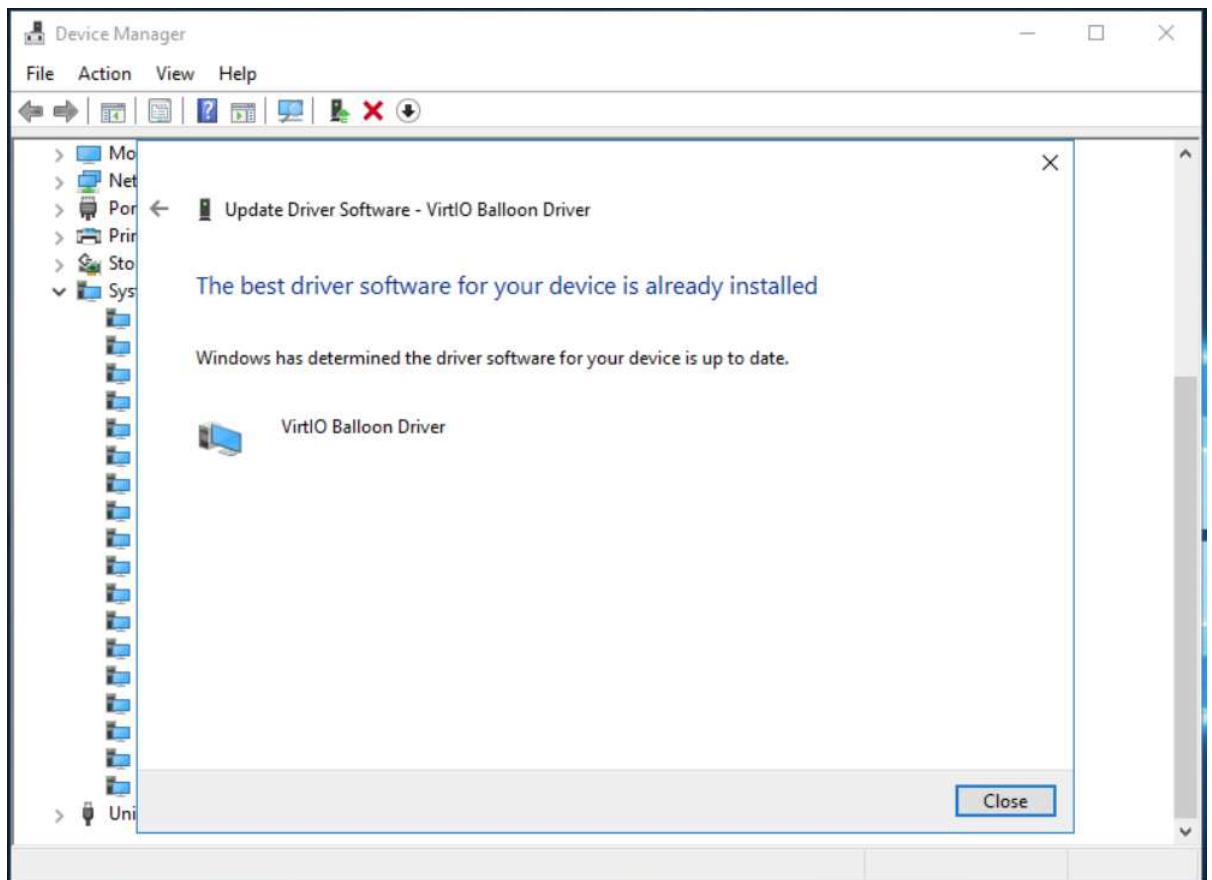 Device Manager
File Action View Help
Mo
Net
Por
Prin
Sto
Sys
Update Driver Software - VirtIO Balloon Driver
The best driver software for your device is already installed
Windows has determined the driver software for your device is up to date.
VirtIO Balloon Driver
Close
Uni